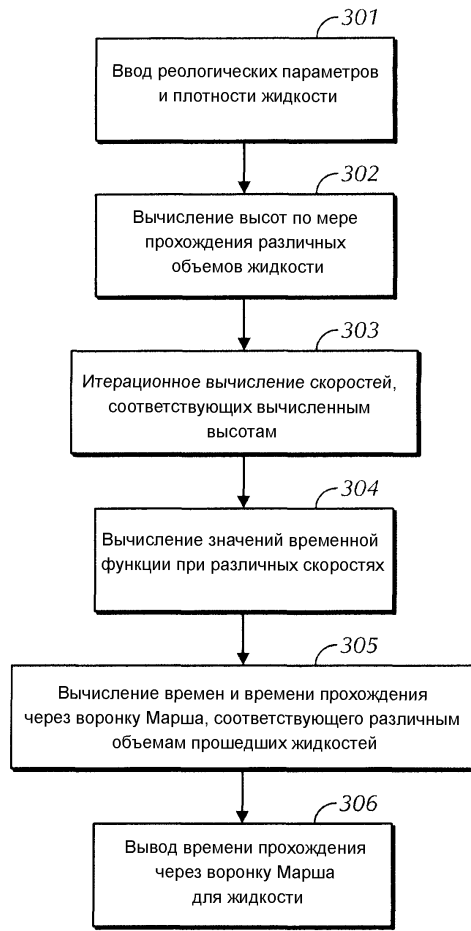 301
Ввод реологических параметров
и плотности жидкости
302
Вычисление высот по мере
прохождения различных
объемов жидкости
303
Итерационное вычисление скоростей,
соответствующих вычисленным
высотам
304
Вычисление значений временной
функции при различных скоростях
305
Вычисление времен и времени прохождения
через воронку Марша, соответствующего различным
объемам прошедших жидкостей
306
Вывод времени прохождения
через воронку Марша
для жидкости